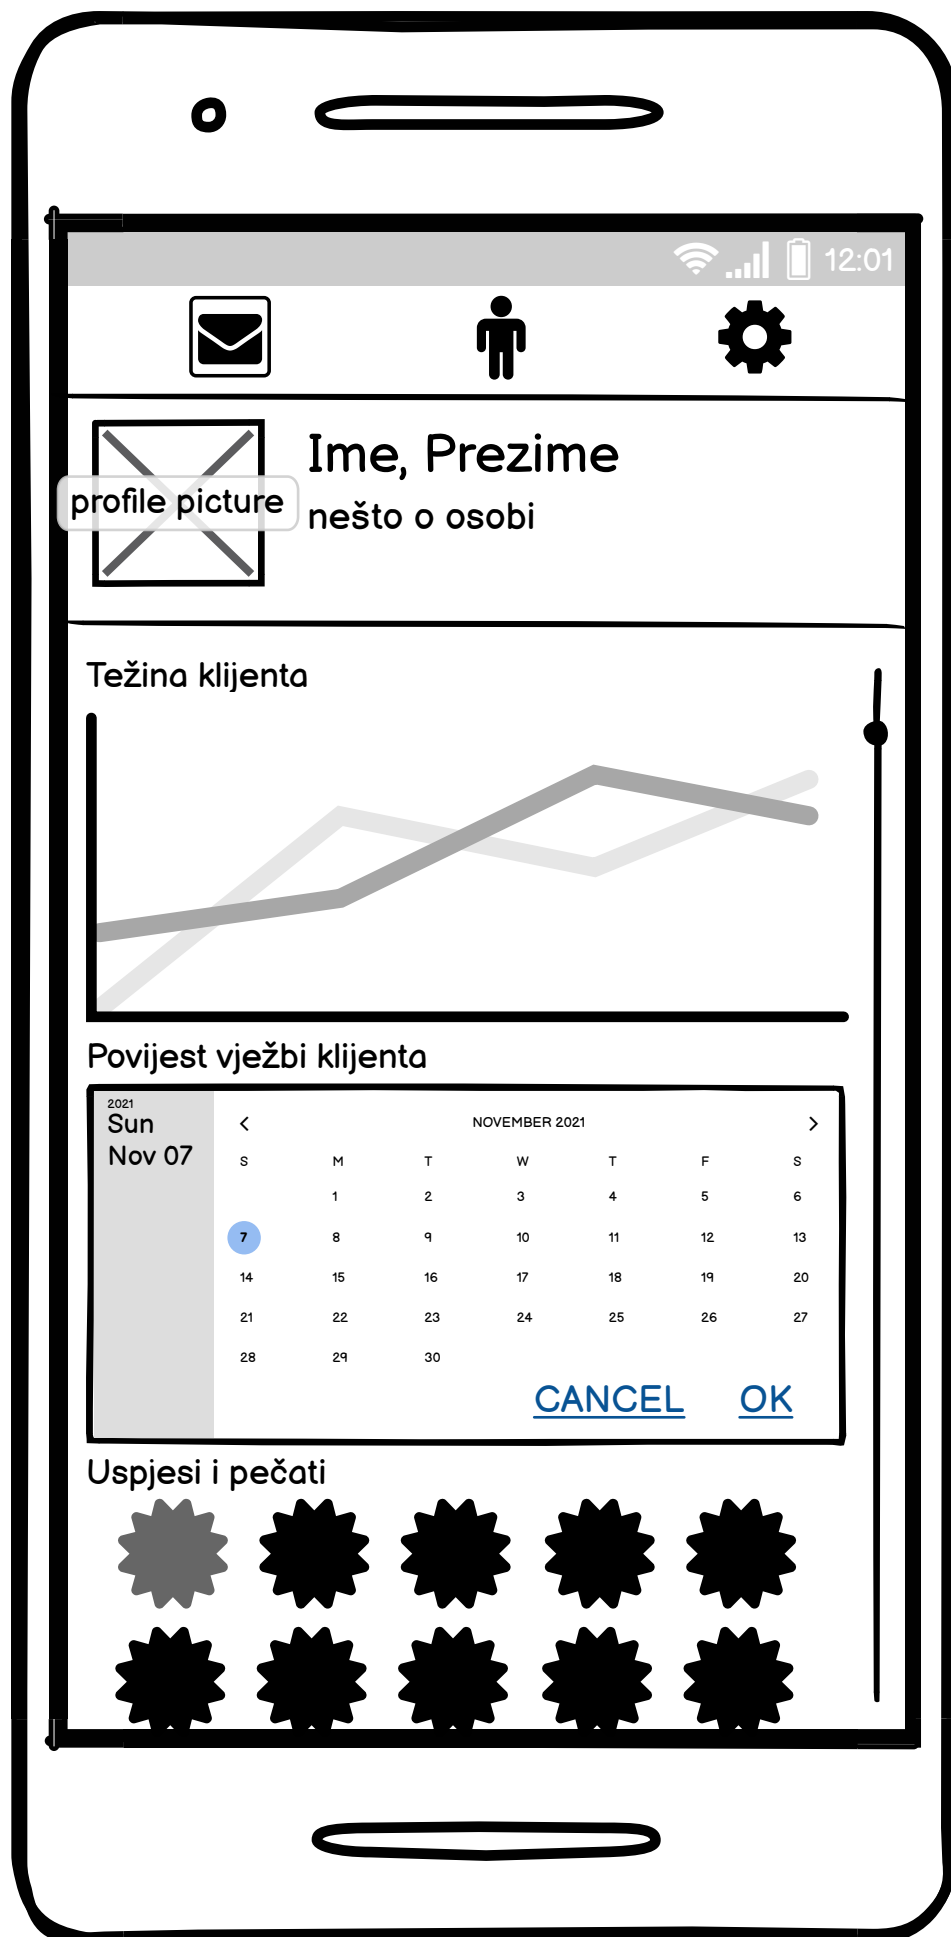 12:01
Ime, Prezime
profile picture
nešto o osobi
Težina klijenta
Povijest vježbi klijenta
2021
Sun
Nov 07
NOVEMBER 2021
S M T W T F S
1 2 3 4 5 6
7 8 9 10 11 12 13
14 15 16 17 18 19 20
21 22 23 24 25 26 27
28 29 30
CANCEL OK
Uspjesi i pečati